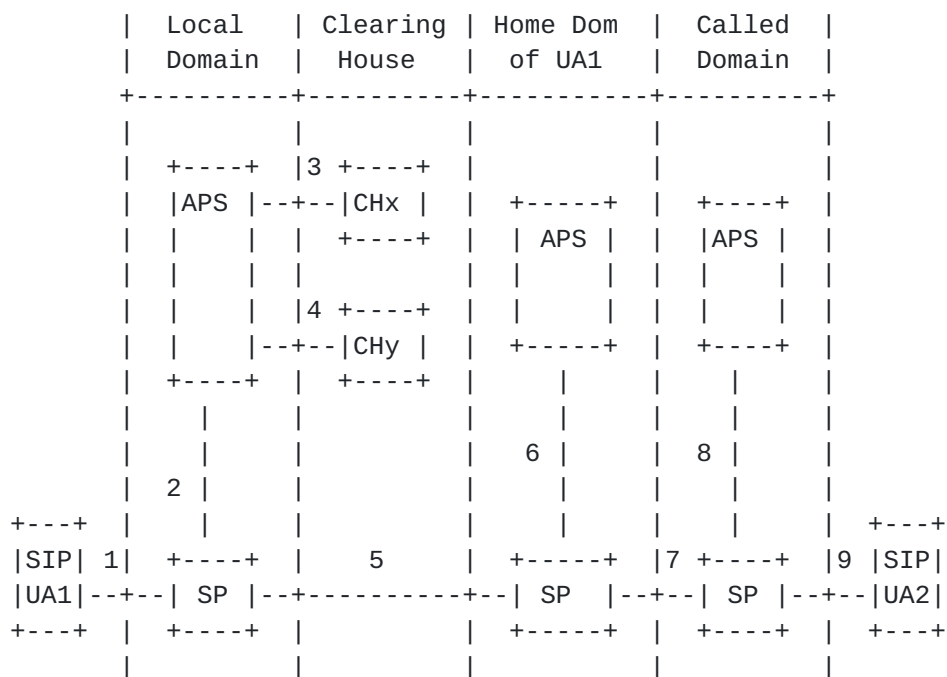 | Local | Clearing | Home Dom | Called |
| Domain | House | of UA1 | Domain |
+----------+----------+-----------+----------+
| | | | |
| +----+ |3 +----+ | | |
| |APS |--+--|CHx | | +-----+ | +----+ |
| | | | +----+ | | APS | | |APS | |
| | | | | | | | | | |
| | | |4 +----+ | | | | | | |
| | |--+--|CHy | | +-----+ | +----+ |
| +----+ | +----+ | | | | |
| | | | | | | |
| | | | 6 | | 8 | |
| 2 | | | | | | |
+---+ | | | | | | | | +---+
|SIP| 1| +----+ | 5 | +-----+ |7 +----+ |9 |SIP|
|UA1|--+--| SP |--+----------+--| SP |--+--| SP |--+--|UA2|
+---+ | +----+ | | +-----+ | +----+ | +---+
| | | | |